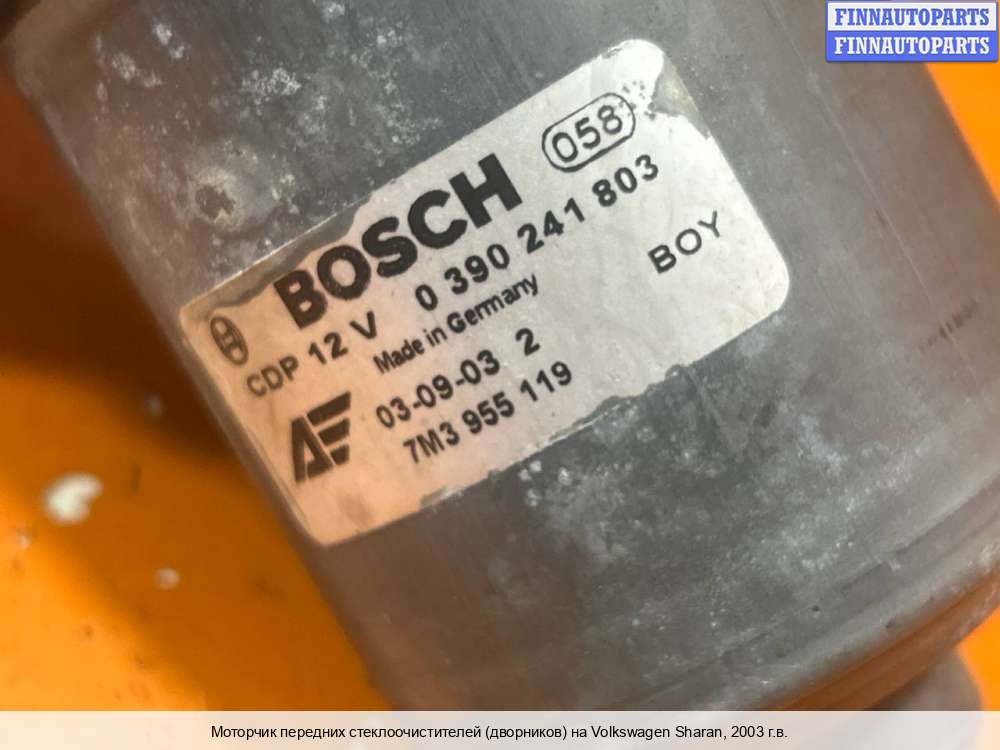 FINNAUTOPARTS
FINNAUTOPARTS
BOSCH 058
CDP 12 V 0 390 241 803
Made in Germany BOY
03-09-03 2
7M3 955 119
Моторчик передних стеклоочистителей (дворников) на Volkswagen Sharan, 2003 г.в.